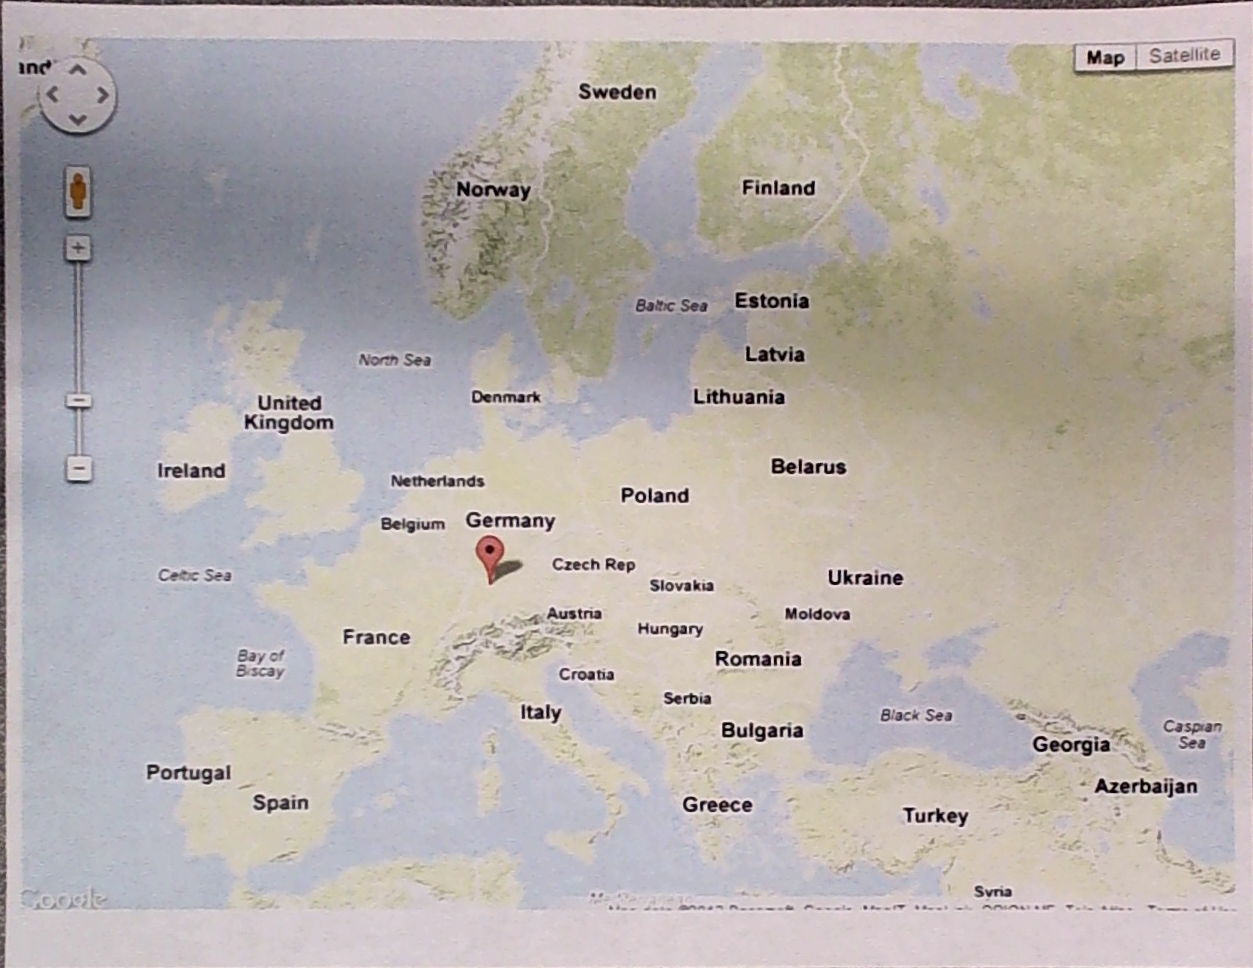 Map Satellite
Sweden
Norway
Finland
Baltic Sea
Estonia
North Sea
Latvia
Denmark
Lithuania
United
Kingdom
Ireland
Belarus
Netherlands
Poland
Belgium
Germany
Czech Rep
Celtic Sea
Slovakia
Ukraine
Austria
Moldova
Hungary
France
Bay of
Biscay
Romania
Croatia
Serbia
Italy
Black Sea
Bulgaria
Caspian
Sea
Georgia
Portugal
Azerbaijan
Spain
Greece
Turkey
Syria
Google